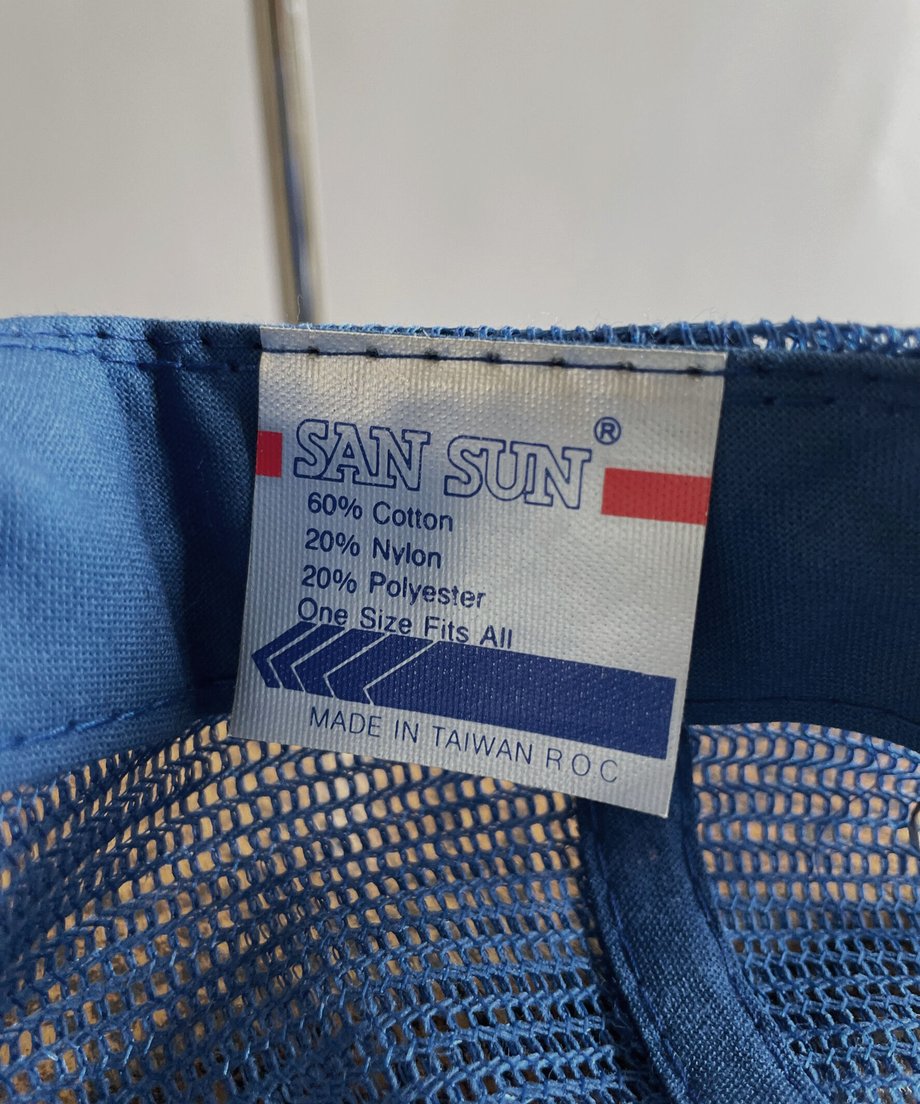 SAN SUN®
60% Cotton
20% Nylon
20% Polyester
One Size Fits All
MADE IN TAIWAN R O C